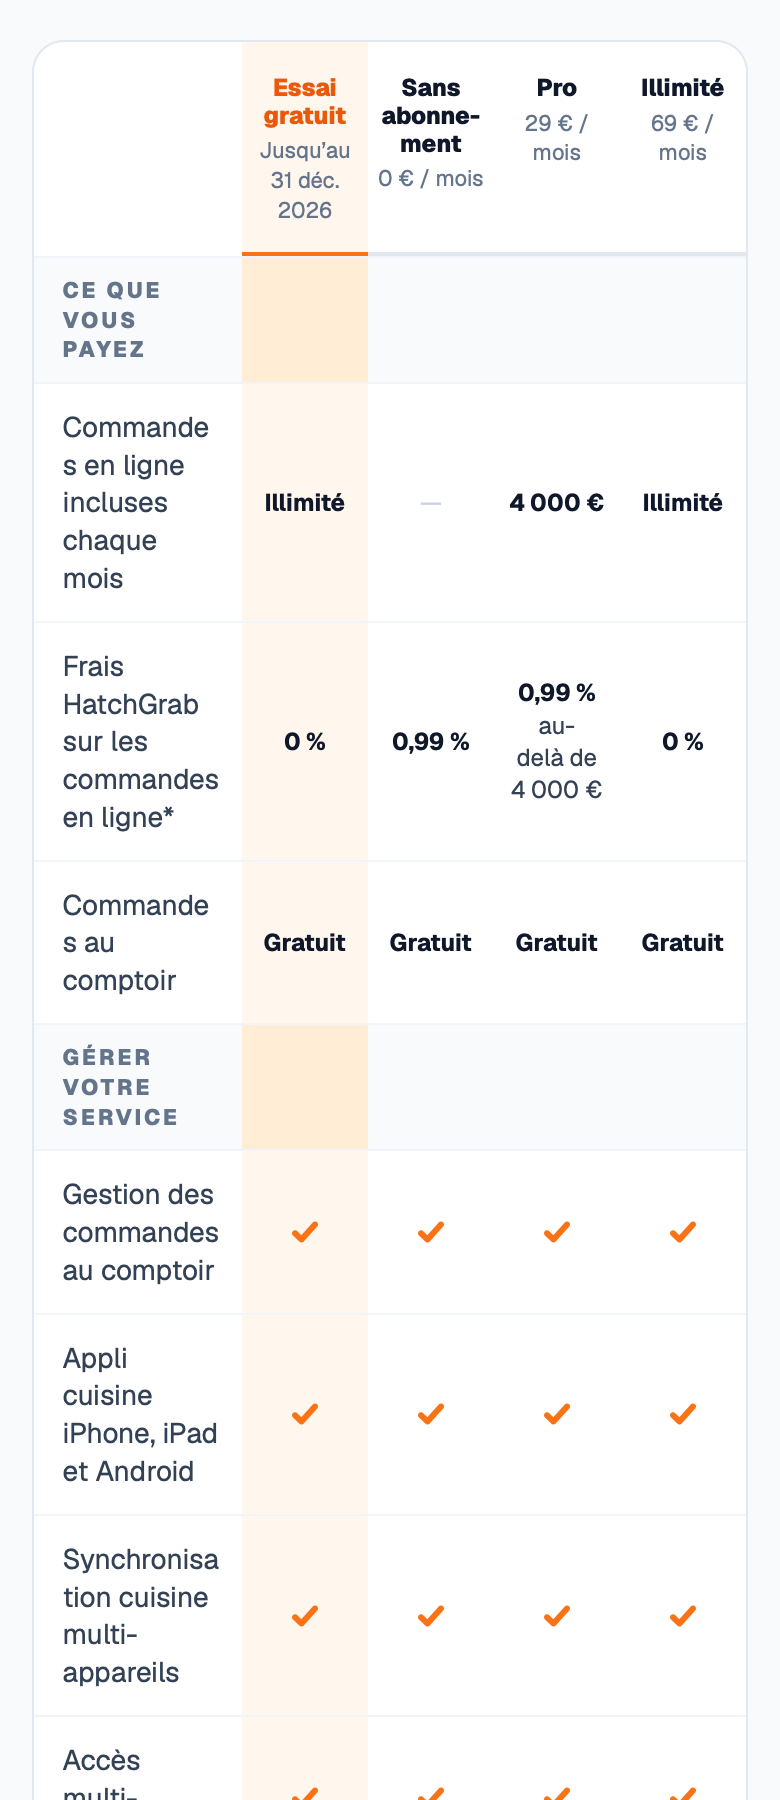 Essai
gratuit
Jusqu'au
31 déc.
2026
Sans
abonne-
ment
0 € / mois
Pro
29 € /
mois
Illimité
69 € /
mois
CE QUE
VOUS
PAYEZ
Commande
s en ligne
incluses
chaque
mois
Illimité
—
4 000 €
Illimité
Frais
HatchGrab
sur les
commandes
en ligne*
0 %
0,99 %
0,99 %
au-
delà de
4 000 €
0 %
Commande
s au
comptoir
Gratuit
Gratuit
Gratuit
Gratuit
GÉRER
VOTRE
SERVICE
Gestion des
commandes
au comptoir
Appli
cuisine
iPhone, iPad
et Android
Synchronisa
tion cuisine
multi-
appareils
Accès
multi-